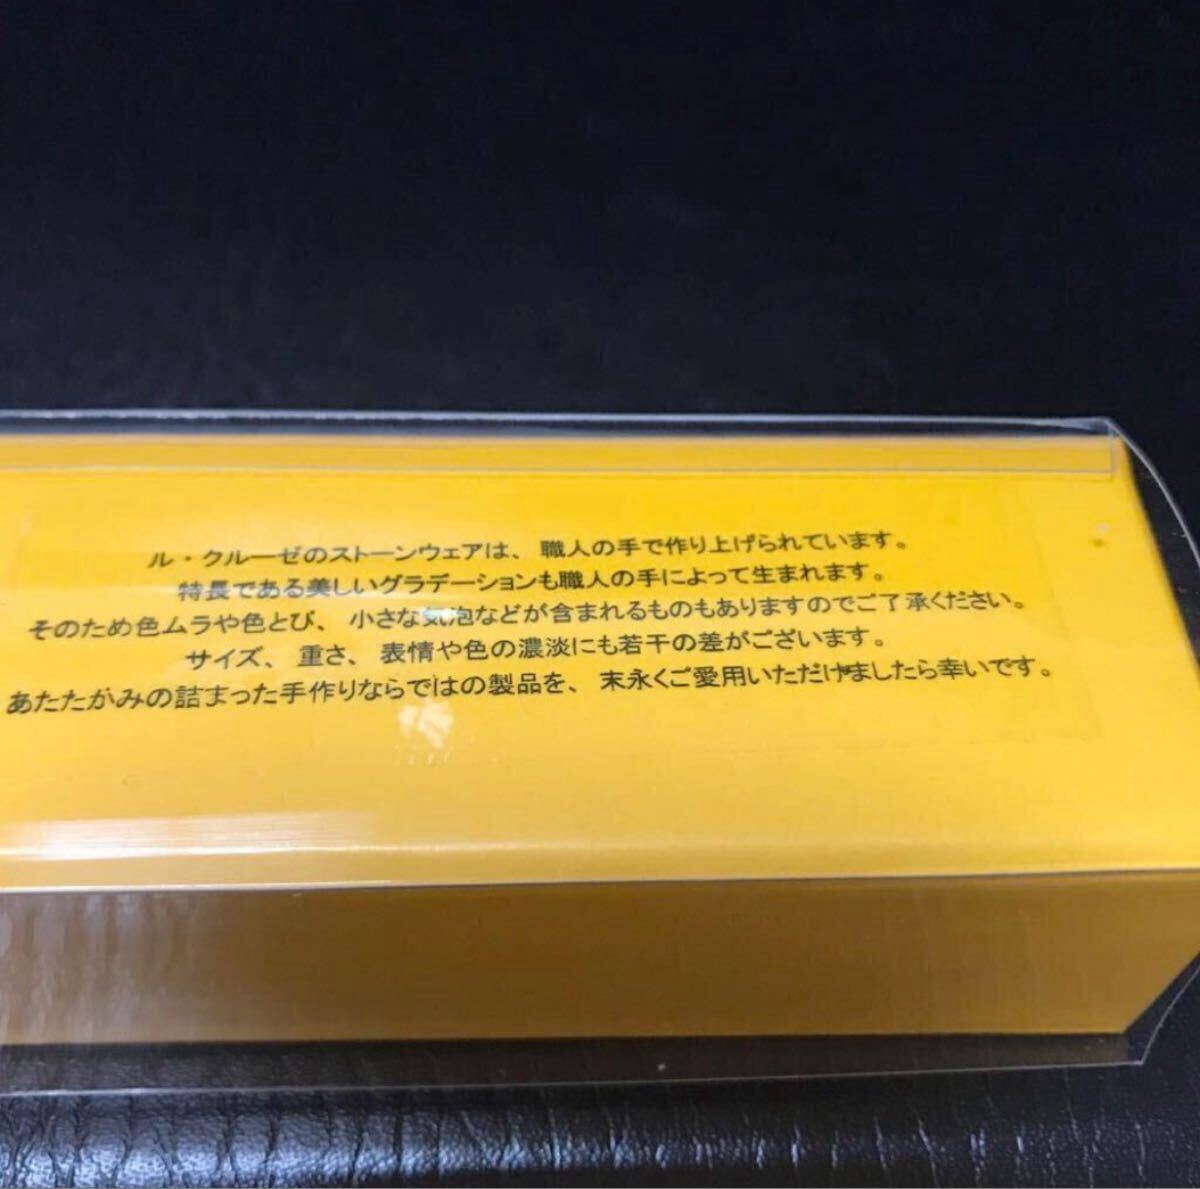 ル・クルーゼのストーンウェアは、職人の手で作り上げられています。
特長である美しいグラデーションも職人の手によって生まれます。
そのため色ムラや色とび、小さな気泡などが含まれるものもありますのでご了承ください。
サイズ、重さ、表情や色の濃淡にも若干の差がございます。
あたたかみの詰まった手作りならではの製品を、末永くご愛用いただけましたら幸いです。